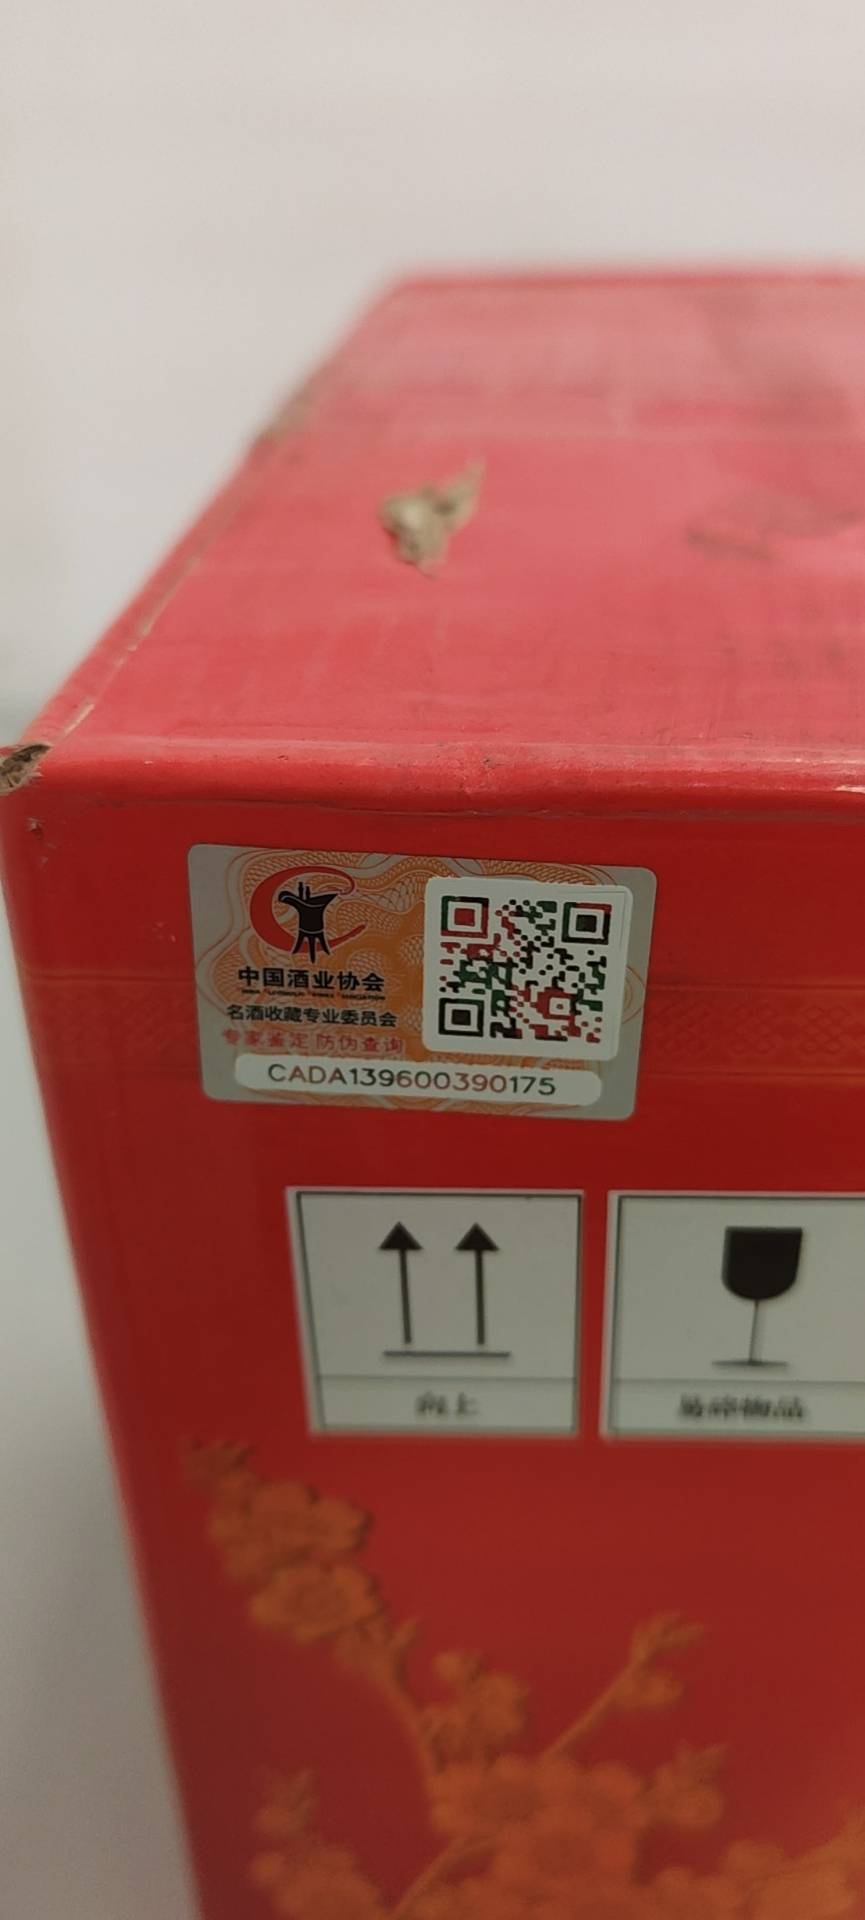 中国酒业协会
名酒收藏专业委员会
专家鉴定 防伪查询
CADA139600390175
向上
易碎物品